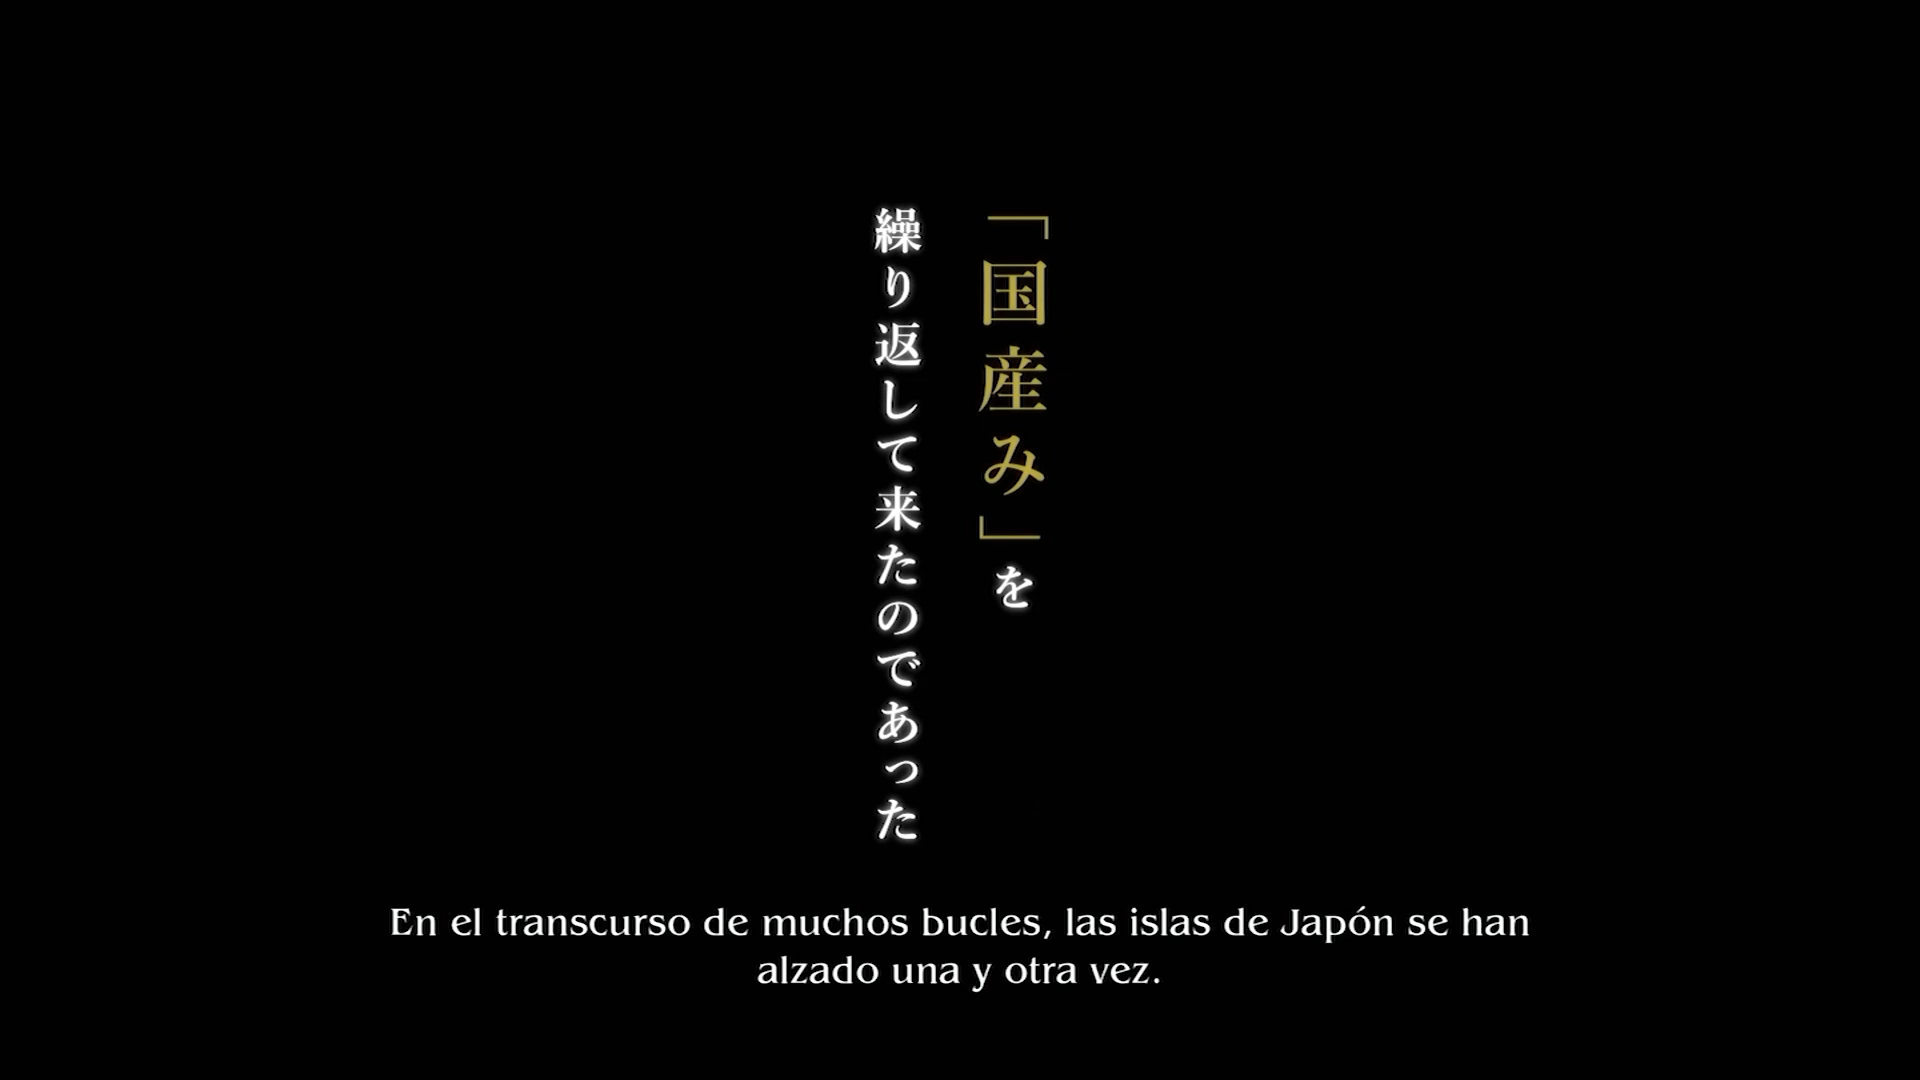 「国産み」を
繰り返して来たのであった
En el transcurso de muchos bucles, las islas de Japón se han
alzado una y otra vez.